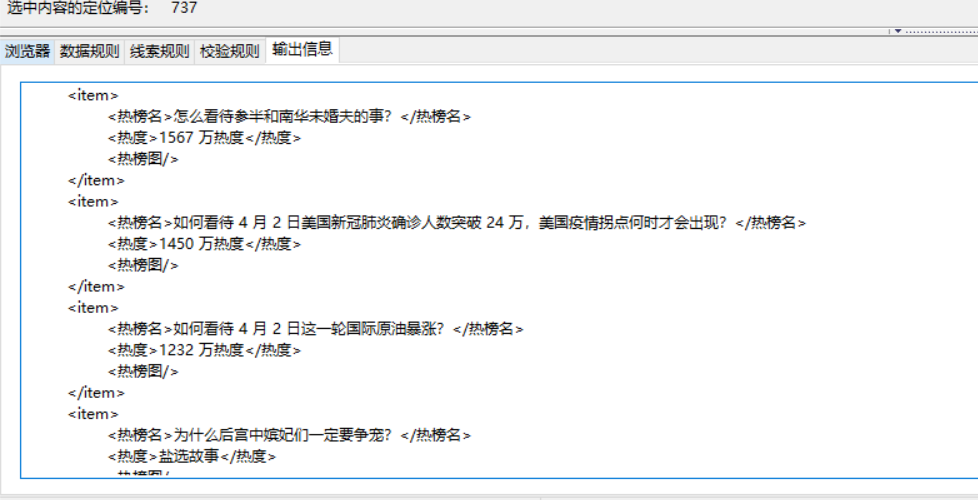 选中内容的定位编号： 737
浏览器 数据规则 线索规则 校验规则 输出信息
<item>
<热榜名>怎么看待参半和南华未婚夫的事？</热榜名>
<热度>1567 万热度</热度>
<热榜图/>
</item>
<item>
<热榜名>如何看待 4 月 2 日美国新冠肺炎确诊人数突破 24 万，美国疫情拐点何时才会出现？</热榜名>
<热度>1450 万热度</热度>
<热榜图/>
</item>
<item>
<热榜名>如何看待 4 月 2 日这一轮国际原油暴涨？</热榜名>
<热度>1232 万热度</热度>
<热榜图/>
</item>
<item>
<热榜名>为什么后宫中嫔妃们一定要争宠？</热榜名>
<热度>盐选故事</热度>
<热榜图/